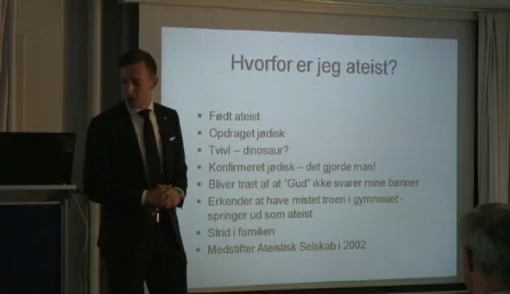 Hvorfor er jeg ateist?
Født ateist
Opdraget jødisk
Tvivl – dinosaur?
Konfirmeret jødisk – det gjorde man!
Bliver træt af at "Gud" ikke svarer mine bønner
Erkender at have mistet troen i gymnasiet -
springer ud som ateist
Strid i familien
Medstifter Ateistisk Selskab i 2002